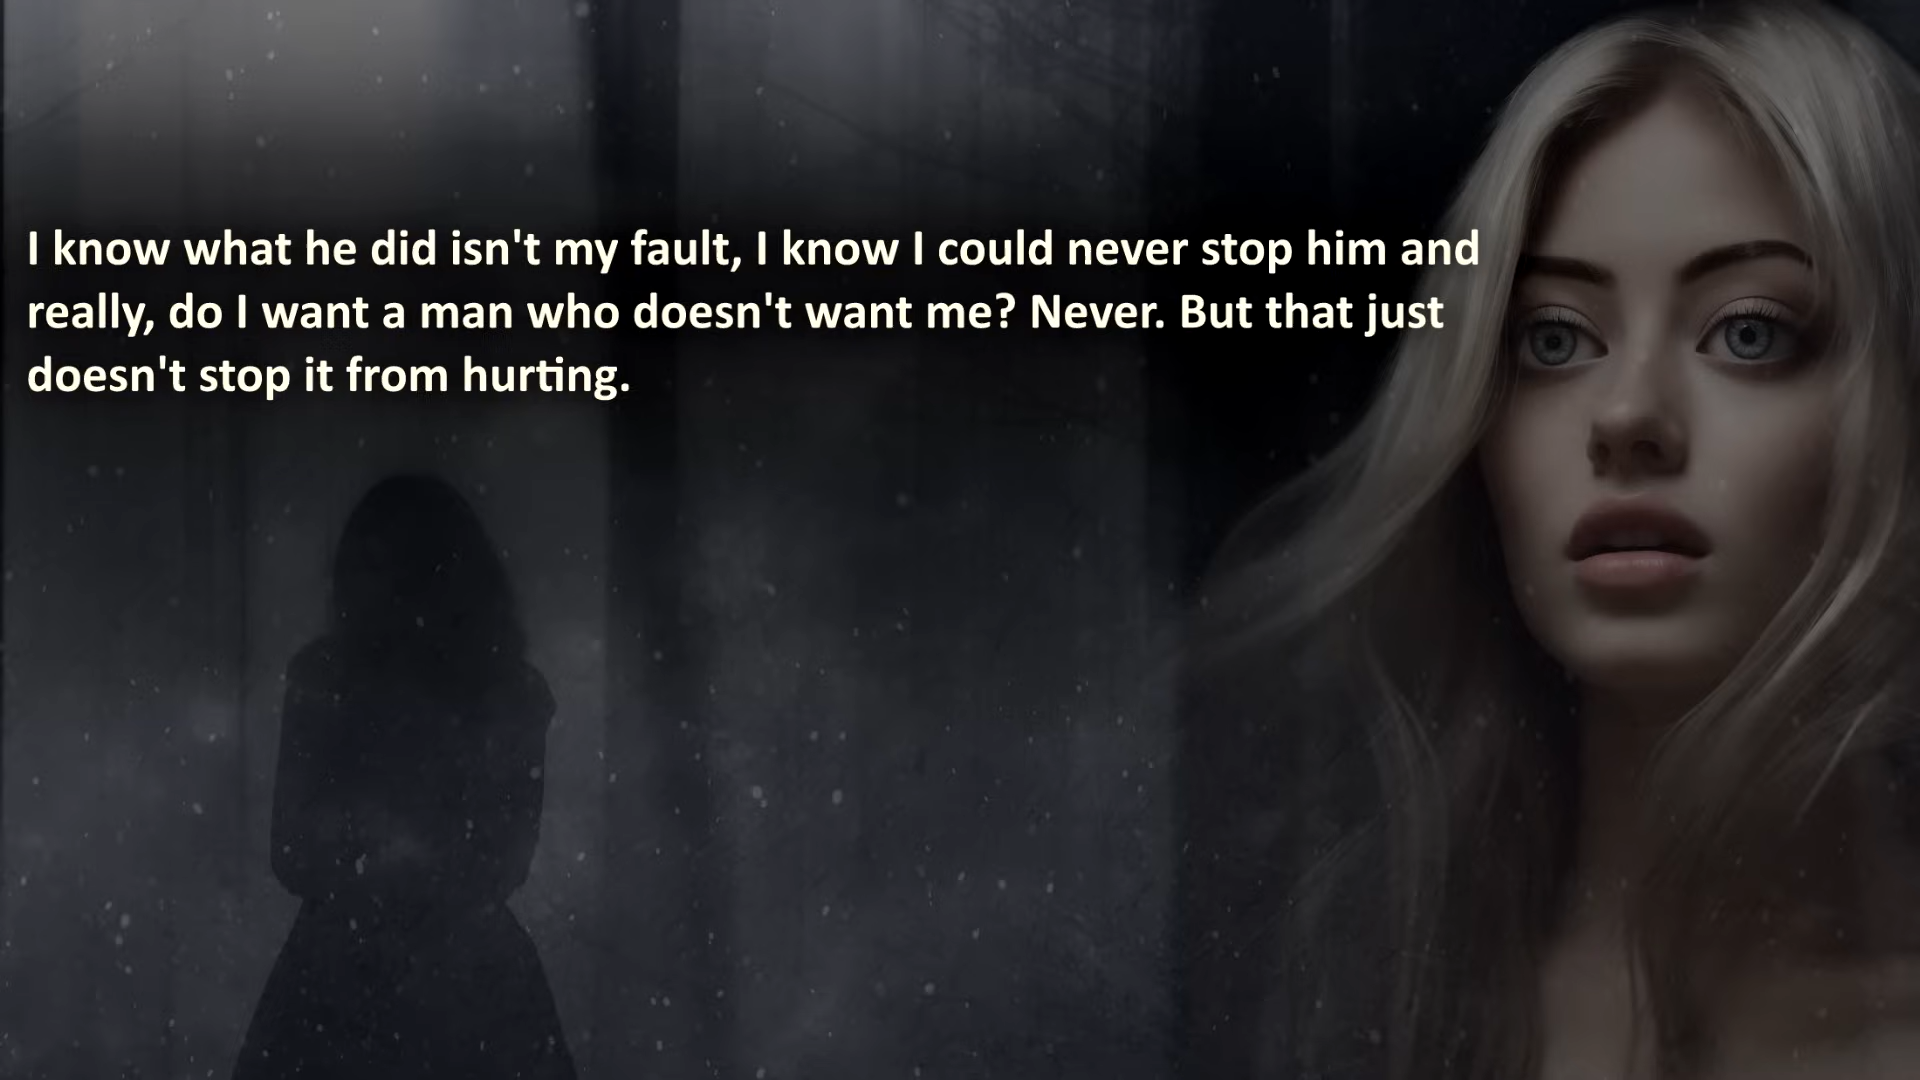 I know what he did isn't my fault, I know I could never stop him and
really, do I want a man who doesn't want me? Never. But that just
doesn't stop it from hurting.